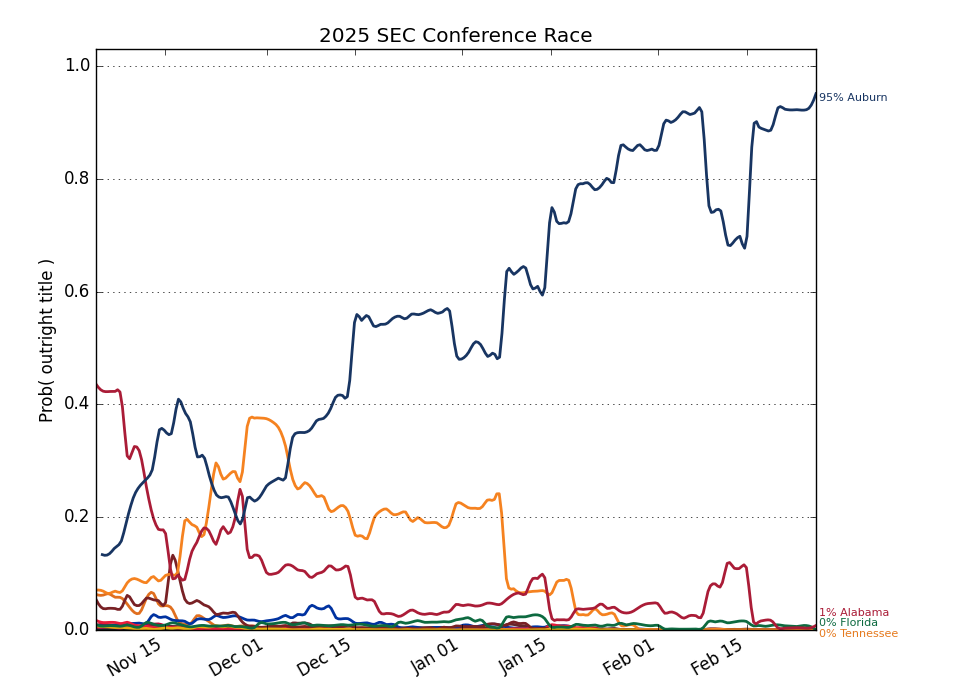 2025 SEC Conference Race
Prob( outright title )
1.0
0.8
0.6
0.4
0.2
0.0
Nov 15
Dec 01
Dec 15
Jan 01
Jan 15
Feb 01
Feb 15
95% Auburn
1% Alabama
0% Florida
0% Tennessee